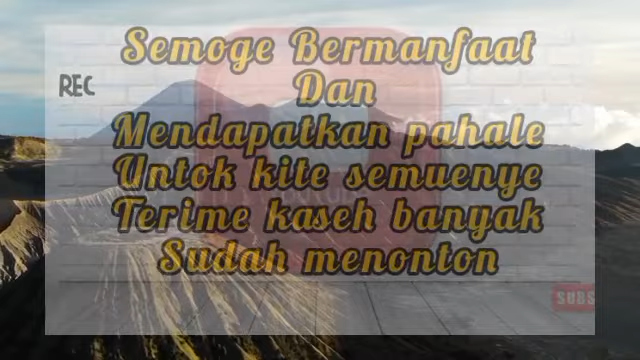 Semoge Bermanfaat
REC
Dan
Mendapatkan pahale
Untok kite semuenye
Terime kaseh banyak
Sudah menonton
SUBS